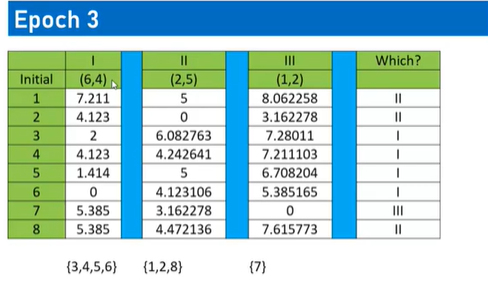 Epoch 3
I II III Which?
Initial (6,4) (2,5) (1,2)
1 7.211 5 8.062258 II
2 4.123 0 3.162278 II
3 2 6.082763 7.28011 I
4 4.123 4.242641 7.211103 I
5 1.414 5 6.708204 I
6 0 4.123106 5.385165 I
7 5.385 3.162278 0 III
8 5.385 4.472136 7.615773 II
{3,4,5,6} {1,2,8} {7}